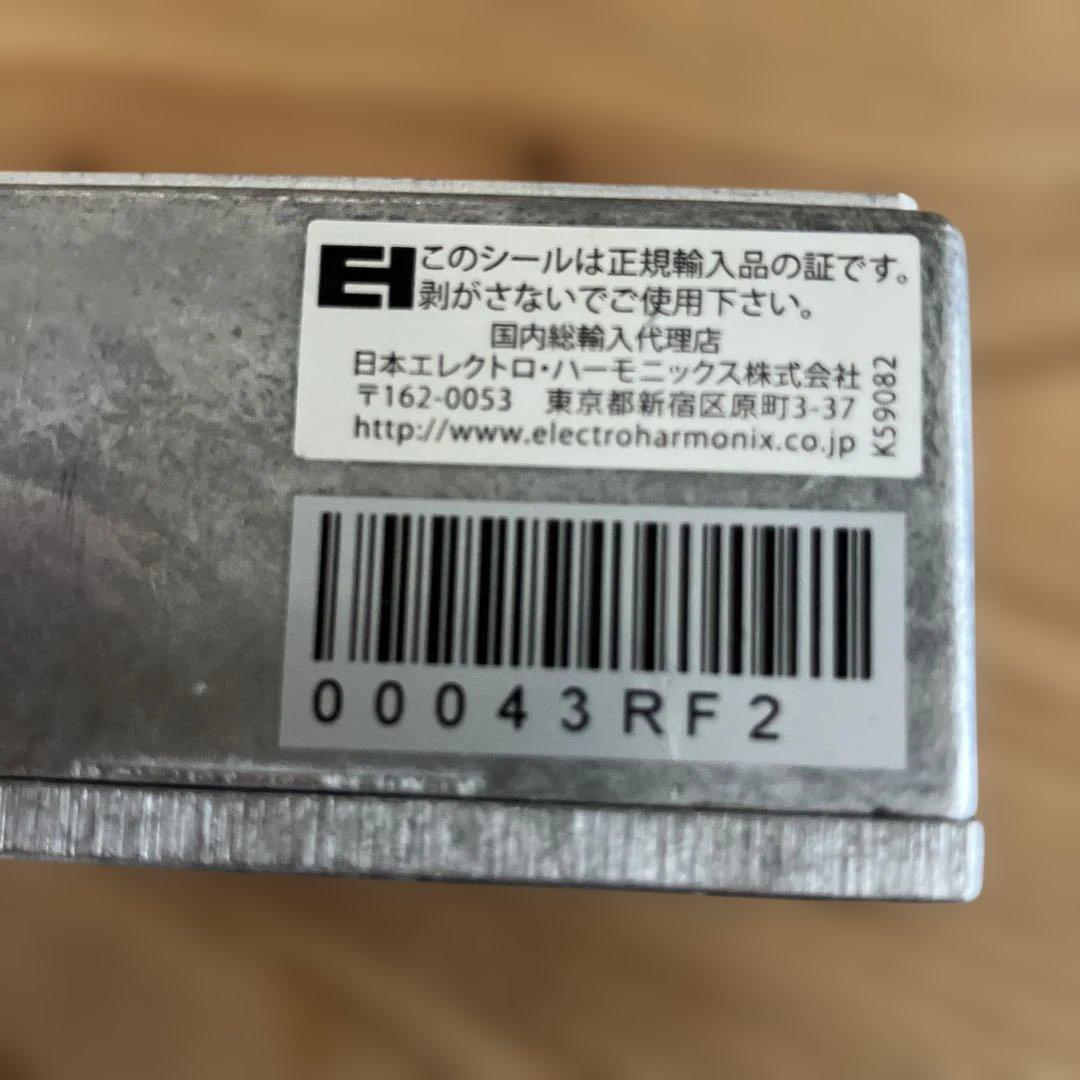 EH このシールは正規輸入品の証です。
剥がさないでご使用下さい。
国内総輸入代理店
日本エレクトロ・ハーモニックス株式会社
〒162-0053 東京都新宿区原町3-37
http://www.electroharmonix.co.jp
K59082
00043RF2